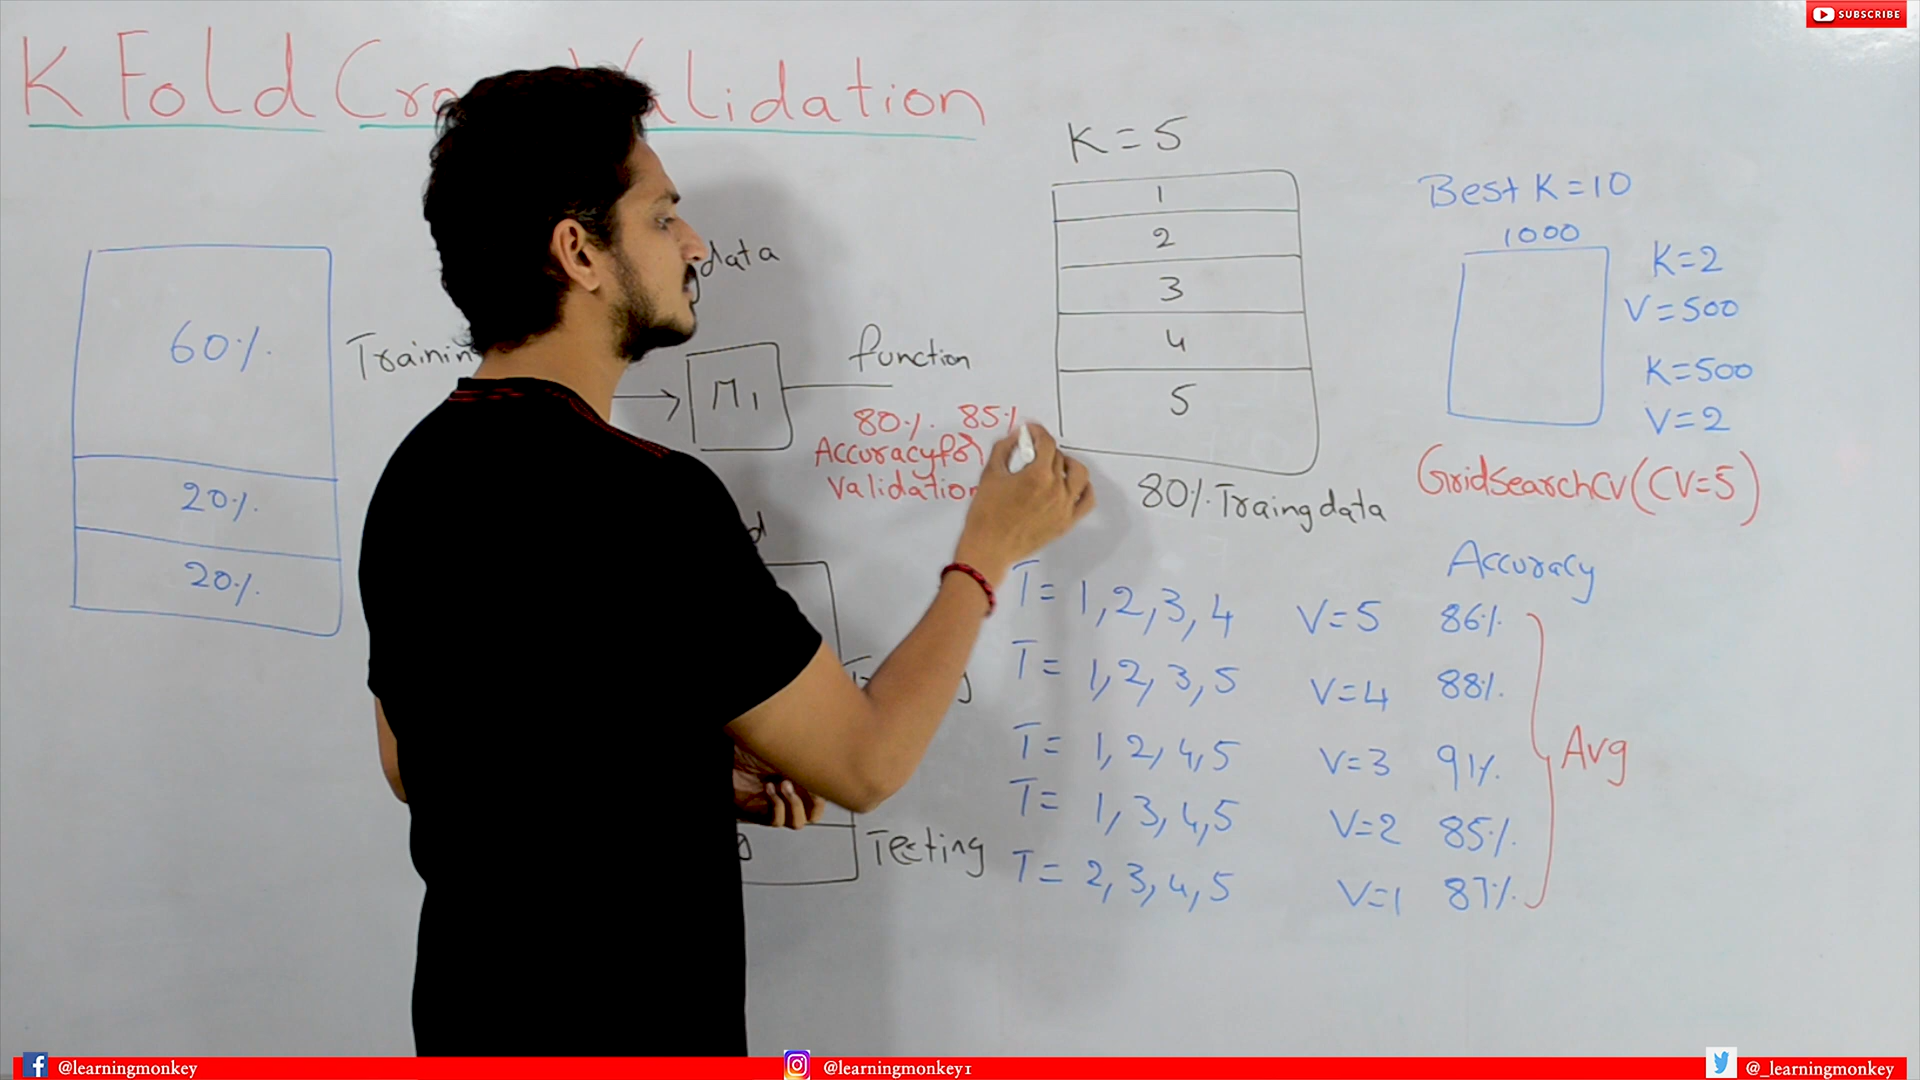 SUBSCRIBE
K Fold Validation
60%
20%
20%
data
function
M1
80% 85%
Accuracy for
Validation
Testing
K=5
1
2
3
4
5
80% Traing data
Best K=10
1000
K=2
V=500
K=500
V=2
GridSearchCV(CV=5)
Accuracy
T= 1,2,3,4 V=5 86%
T= 1,2,3,5 V=4 88%
T= 1,2,4,5 V=3 91%
T= 1,3,4,5 V=2 85%
T= 2,3,4,5 V=1 87%
Avg
@learningmonkey
@learningmonkey1
@_learningmonkey